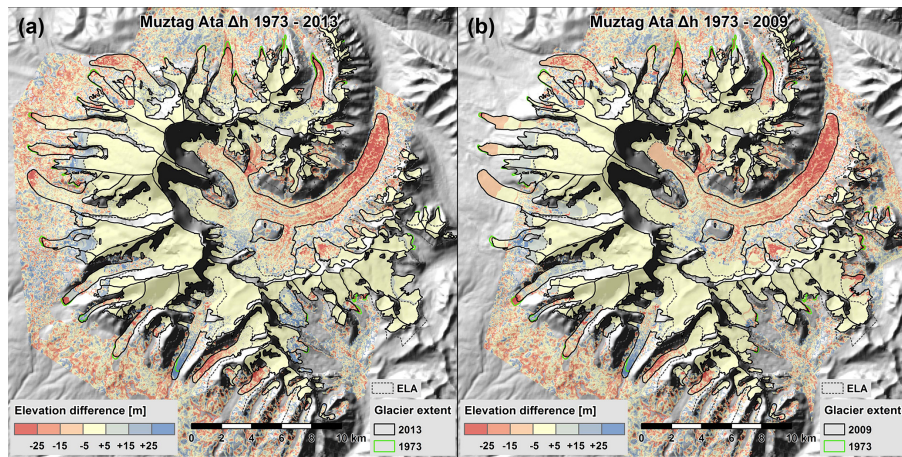 (a)
Muztag Ata Δh 1973 - 2013
ELA
Elevation difference [m]
-25 -15 -5 +5 +15 +25
0 2 4 6 8 10 km
Glacier extent
2013
1973
(b)
Muztag Ata Δh 1973 - 2009
ELA
Elevation difference [m]
-25 -15 -5 +5 +15 +25
0 2 4 6 8 10 km
Glacier extent
2009
1973